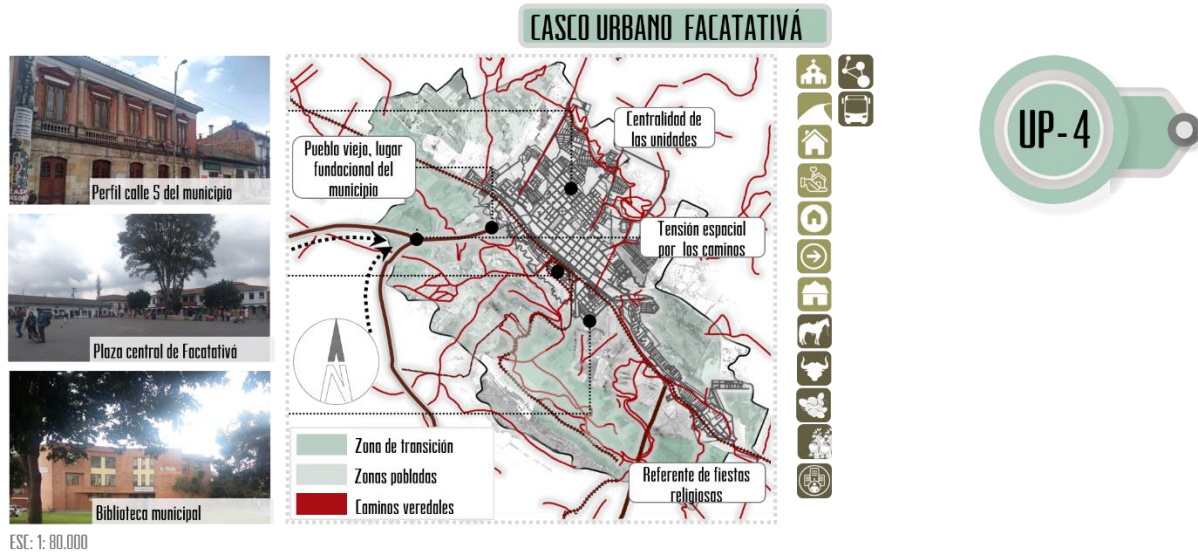 CASCO URBANO FACATATIVÁ
UP-4
Perfil calle 5 del municipio
Plaza central de Facatativá
Biblioteca municipal
Pueblo viejo, lugar
fundacional del
municipio
Centralidad de
las unidades
Tensión espacial
por los caminos
Referente de fiestas
religiosas
Zona de transición
Zonas pobladas
Caminos veredales
N
ESC: 1: 80.000